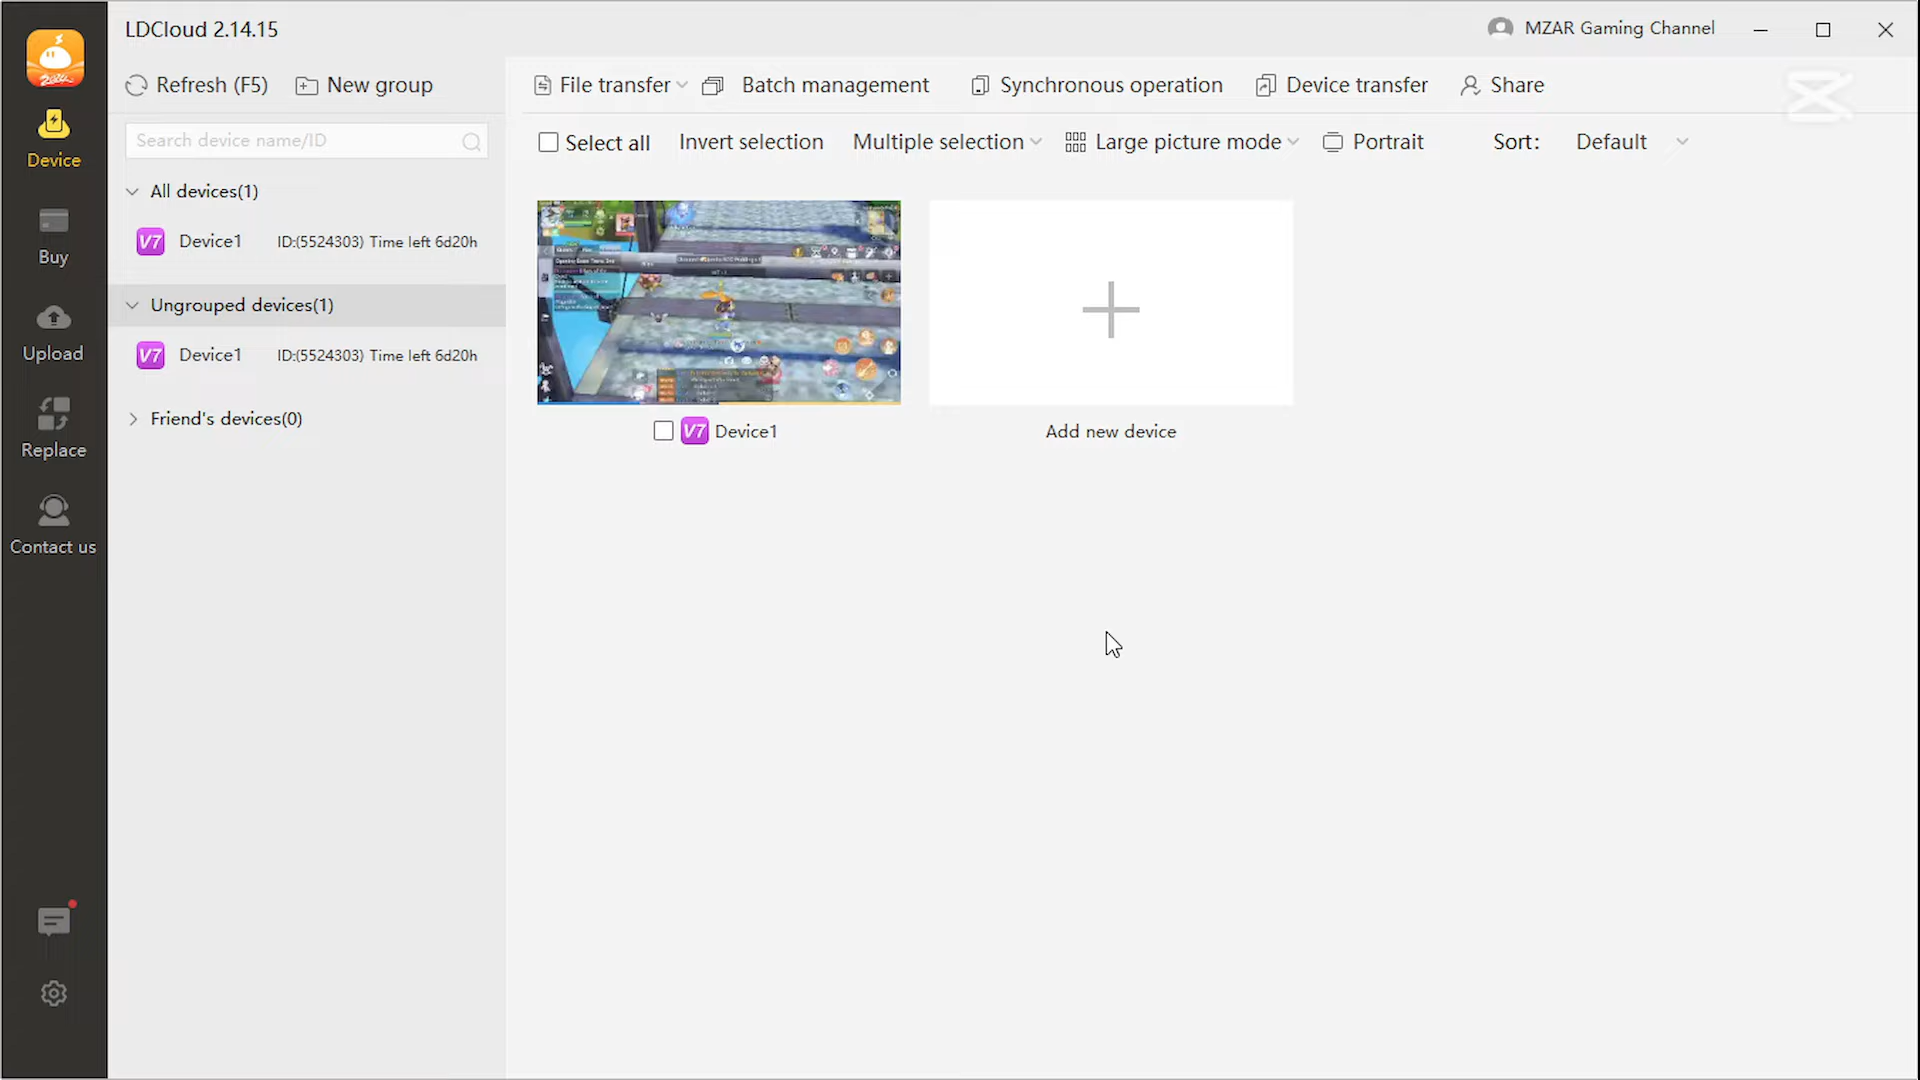 LDCloud 2.14.15
MZAR Gaming Channel
Refresh (F5)
New group
File transfer
Batch management
Synchronous operation
Device transfer
Share
Search device name/ID
Select all
Invert selection
Multiple selection
Large picture mode
Portrait
Sort:
Default
Device
Buy
Upload
Replace
Contact us
All devices(1)
V7 Device1 ID:(5524303) Time left 6d20h
Ungrouped devices(1)
V7 Device1 ID:(5524303) Time left 6d20h
Friend's devices(0)
V7 Device1
Add new device